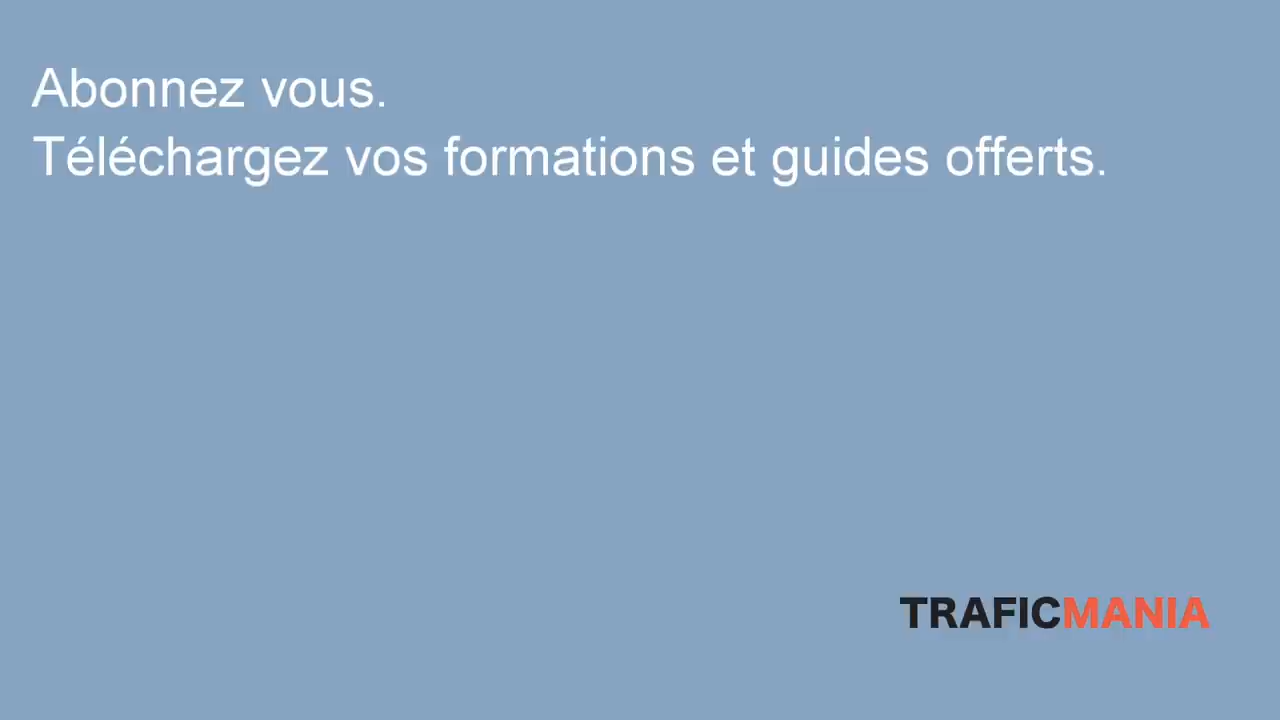 Abonnez vous.
Téléchargez vos formations et guides offerts.
TRAFICMANIA